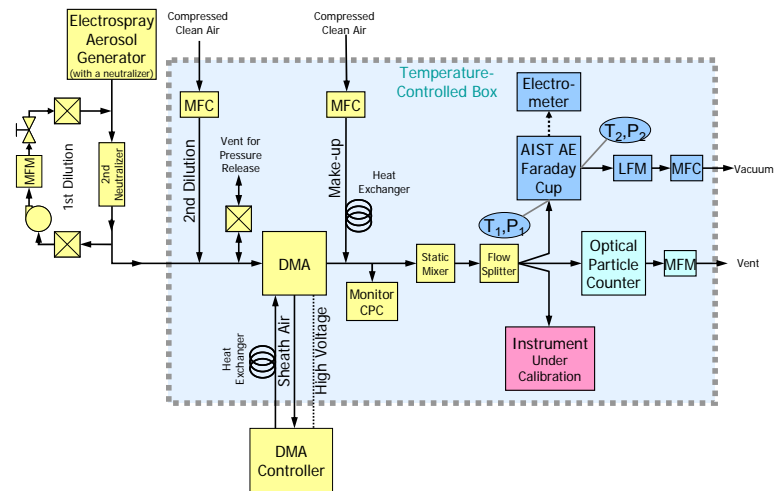 Electrospray
Aerosol
Generator
(with a neutralizer)
Compressed
Clean Air
Compressed
Clean Air
Temperature-
Controlled Box
MFC
MFC
Electro-
meter
T2,P2
AIST AE
Faraday
Cup
LFM
MFC
Vacuum
T1,P1
MFM
1st Dilution
2nd
Neutralizer
2nd Dilution
Vent for
Pressure
Release
Make-up
Heat
Exchanger
DMA
Monitor
CPC
Static
Mixer
Flow
Splitter
Optical
Particle
Counter
MFM
Vent
Instrument
Under
Calibration
Heat
Exchanger
Sheath Air
High Voltage
DMA
Controller